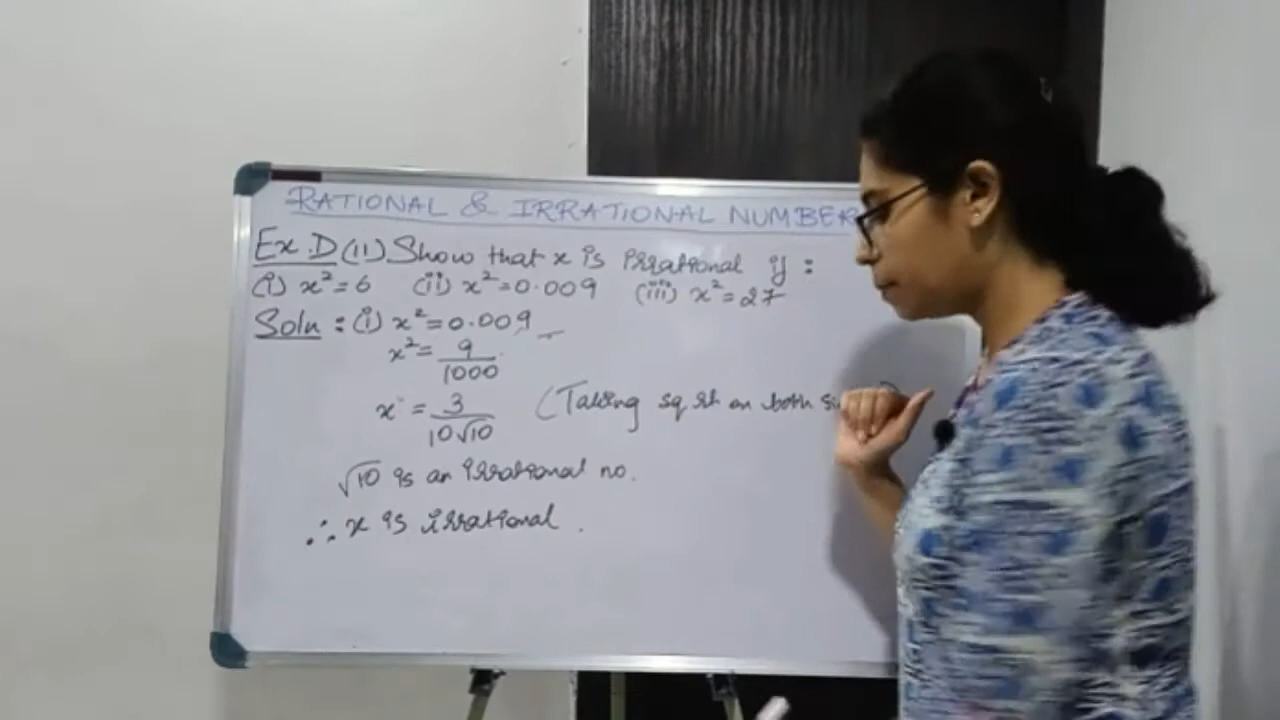 RATIONAL & IRRATIONAL NUMBER
Ex. D (11) Show that x is irrational if :
(i) x² = 6 (ii) x² = 0.009 (iii) x² = 27
Soln : (i) x² = 0.009
x² = 9/1000
x = 3/10√10 (Taking sq rt on both
√10 is an irrational no.
∴ x is irrational .